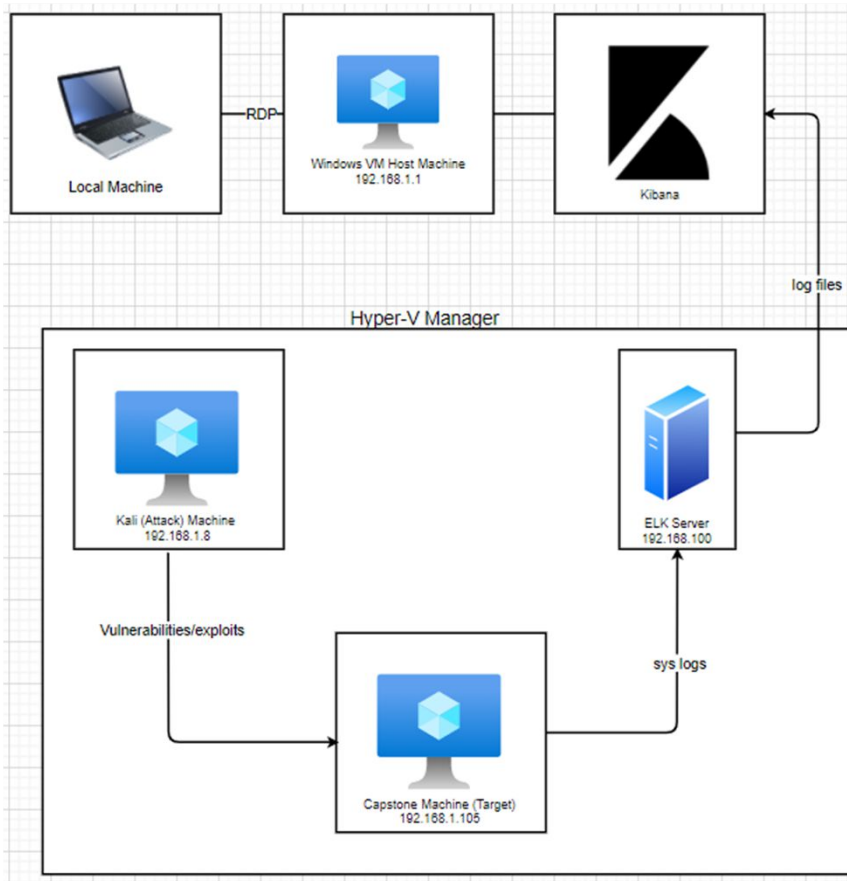 RDP
Local Machine
Windows VM Host Machine
192.168.1.1
Kibana
log files
Hyper-V Manager
Kali (Attack) Machine
192.168.1.8
ELK Server
192.168.100
Vulnerabilities/exploits
sys logs
Capstone Machine (Target)
192.168.1.105